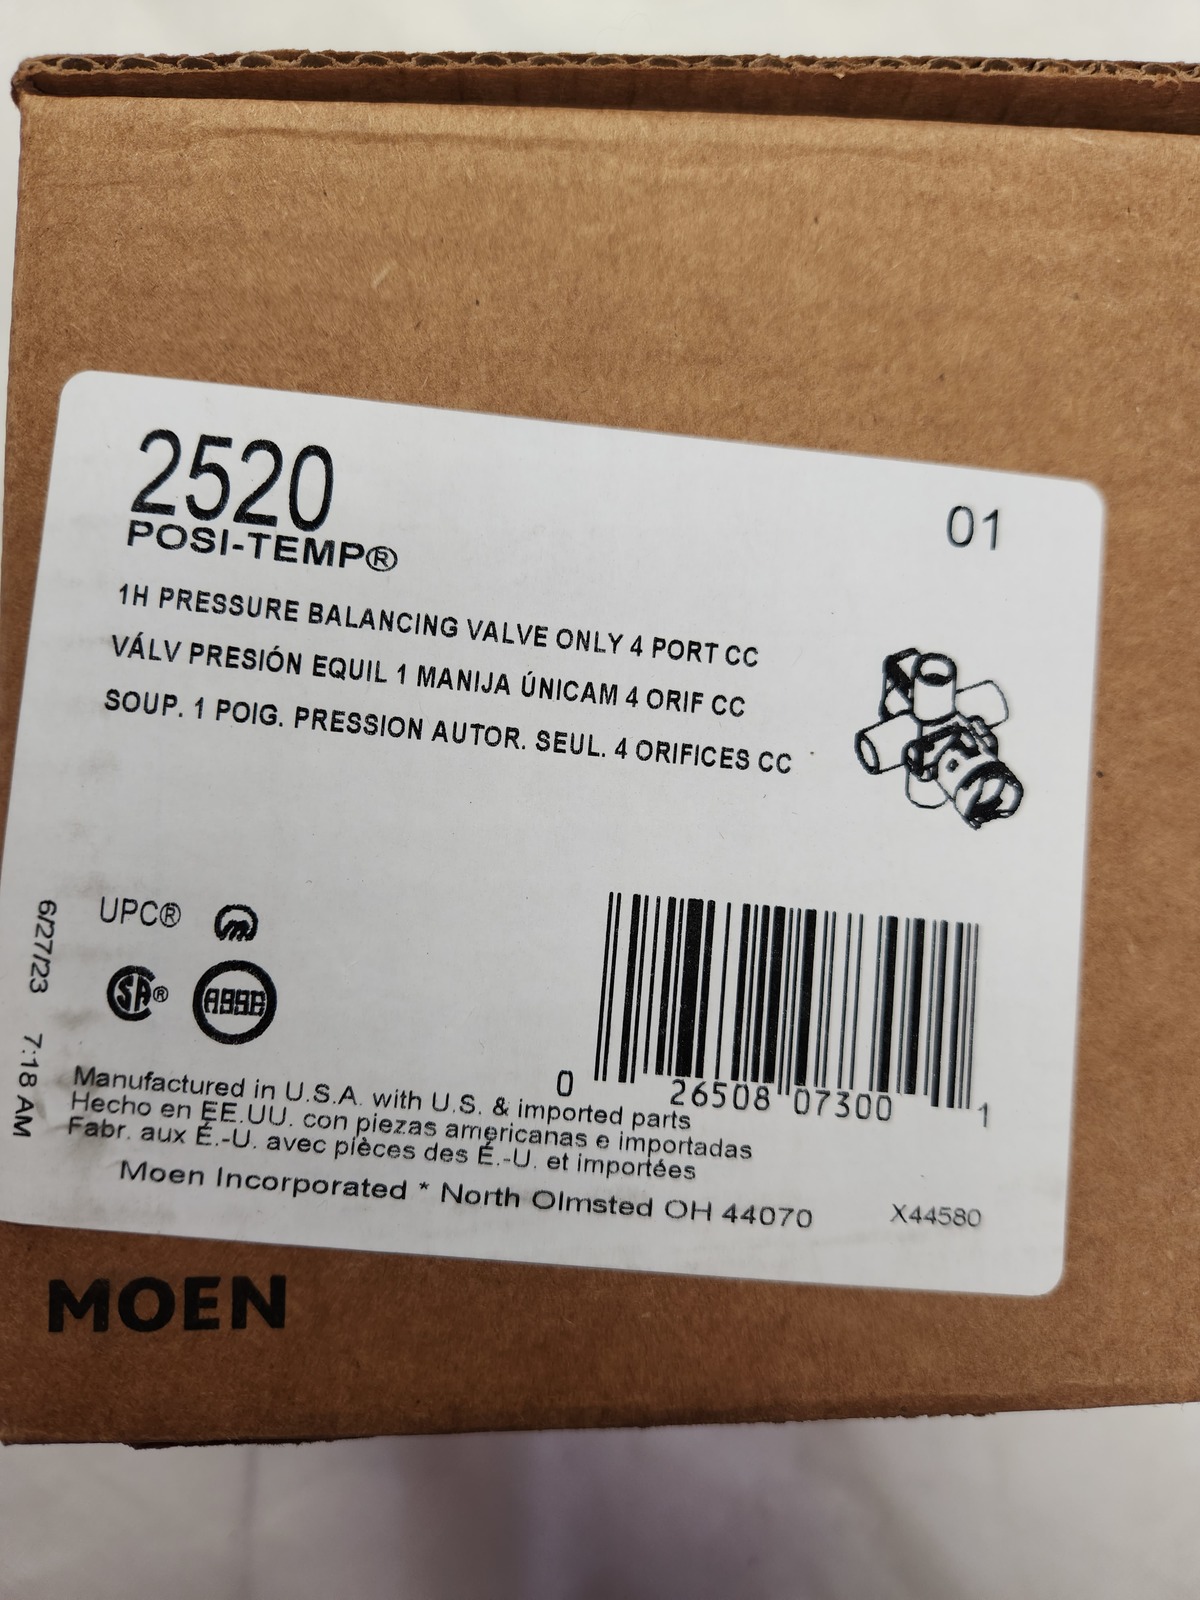 2520
01
POSI-TEMP®
1H PRESSURE BALANCING VALVE ONLY 4 PORT CC
VÁLV PRESIÓN EQUIL 1 MANIJA ÚNICAM 4 ORIF CC
SOUP. 1 POIG. PRESSION AUTOR. SEUL. 4 ORIFICES CC
6/27/23 7:18 AM
UPC®
SA®
ASSE
0 26508 07300 1
Manufactured in U.S.A. with U.S. & imported parts
Hecho en EE.UU. con piezas americanas e importadas
Fabr. aux É.-U. avec pièces des É.-U. et importées
Moen Incorporated * North Olmsted OH 44070
X44580
MOEN